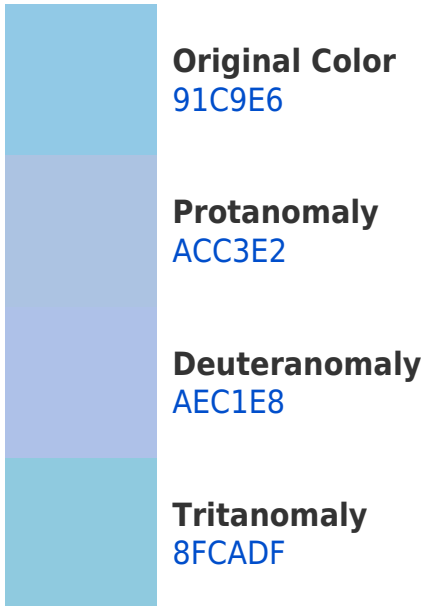 Original Color
91C9E6
Protanomaly
ACC3E2
Deuteranomaly
AEC1E8
Tritanomaly
8FCADF